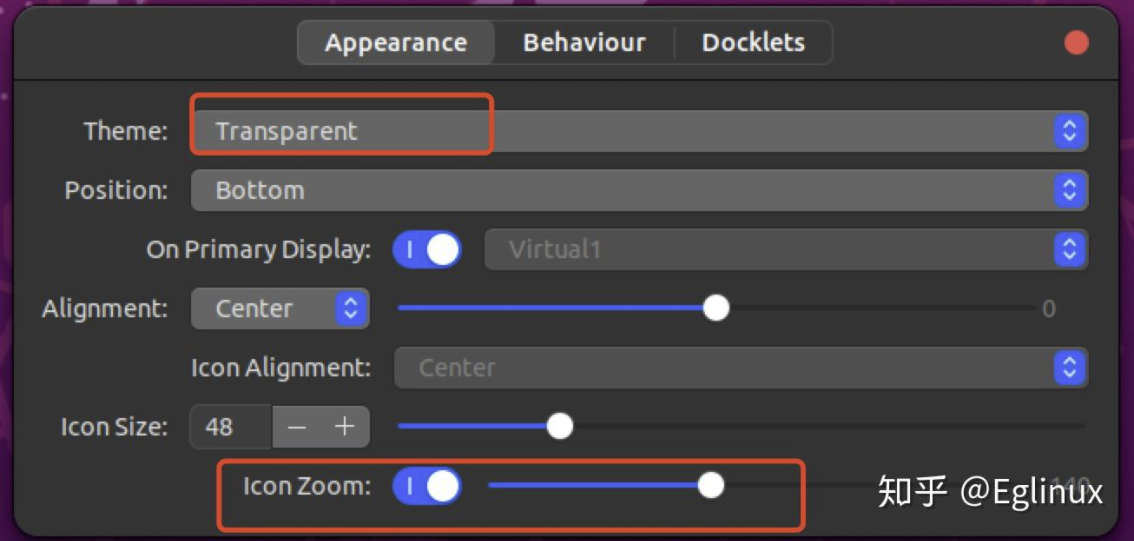 Appearance Behaviour Docklets
Theme: Transparent
Position: Bottom
On Primary Display: Virtual1
Alignment: Center 0
Icon Alignment: Center
Icon Size: 48 − +
Icon Zoom: 140
知乎 @Eglinux